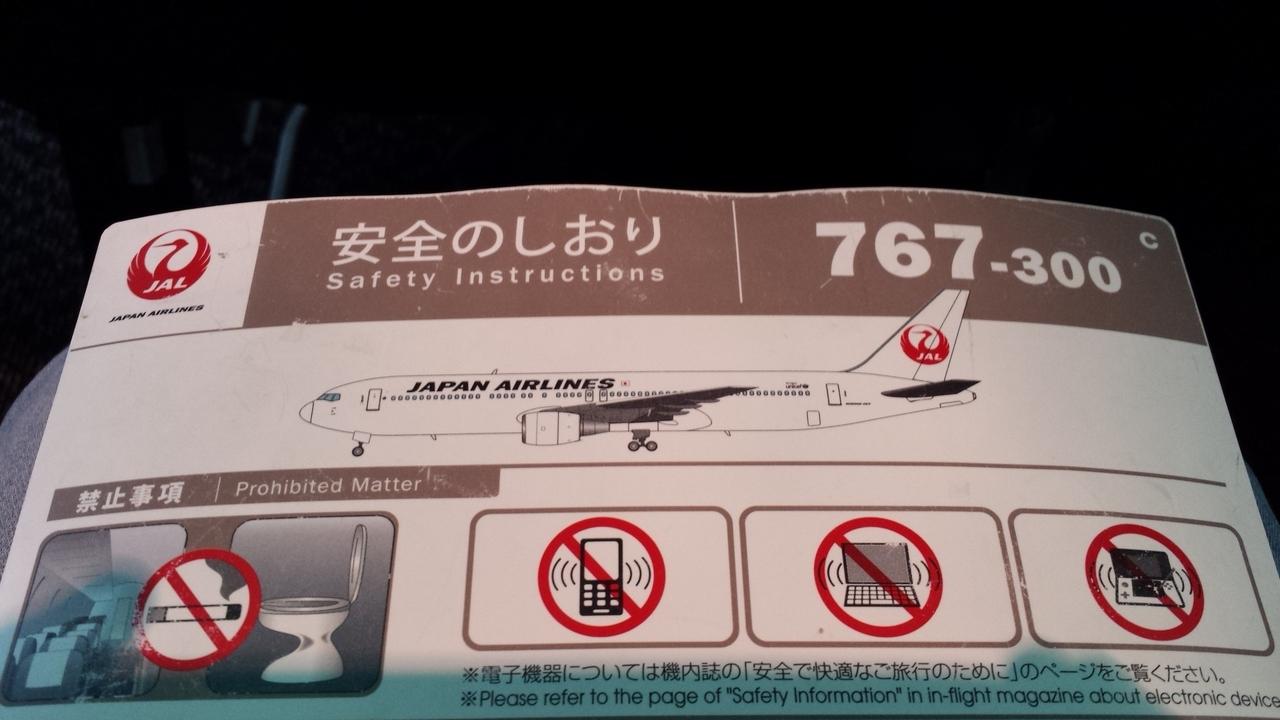 安全のしおり
Safety Instructions
767-300
C
JAL
JAPAN AIRLINES
JAPAN AIRLINES
JAL
unicef
禁止事項
Prohibited Matter
※電子機器については機内誌の「安全で快適なご旅行のために」のページをご覧ください。
※Please refer to the page of "Safety Information" in in-flight magazine about electronic device